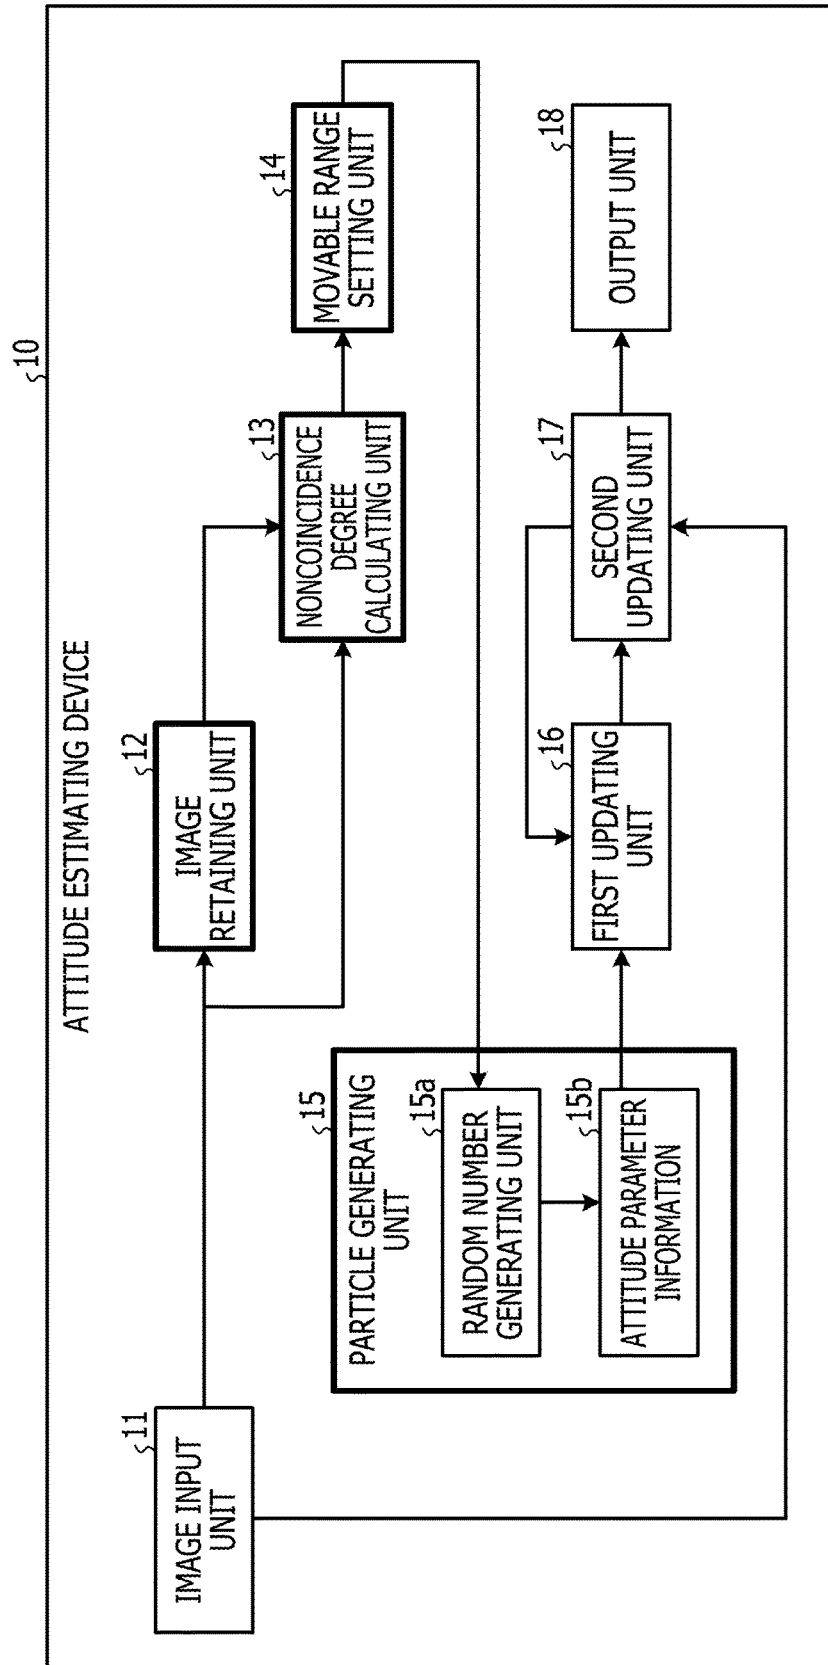 10
ATTITUDE ESTIMATING DEVICE
11
IMAGE INPUT
UNIT
12
IMAGE
RETAINING UNIT
13
NONCOINCIDENCE
DEGREE
CALCULATING UNIT
14
MOVABLE RANGE
SETTING UNIT
15
PARTICLE GENERATING
UNIT
15a
RANDOM NUMBER
GENERATING UNIT
15b
ATTITUDE PARAMETER
INFORMATION
16
FIRST UPDATING
UNIT
17
SECOND
UPDATING UNIT
18
OUTPUT UNIT